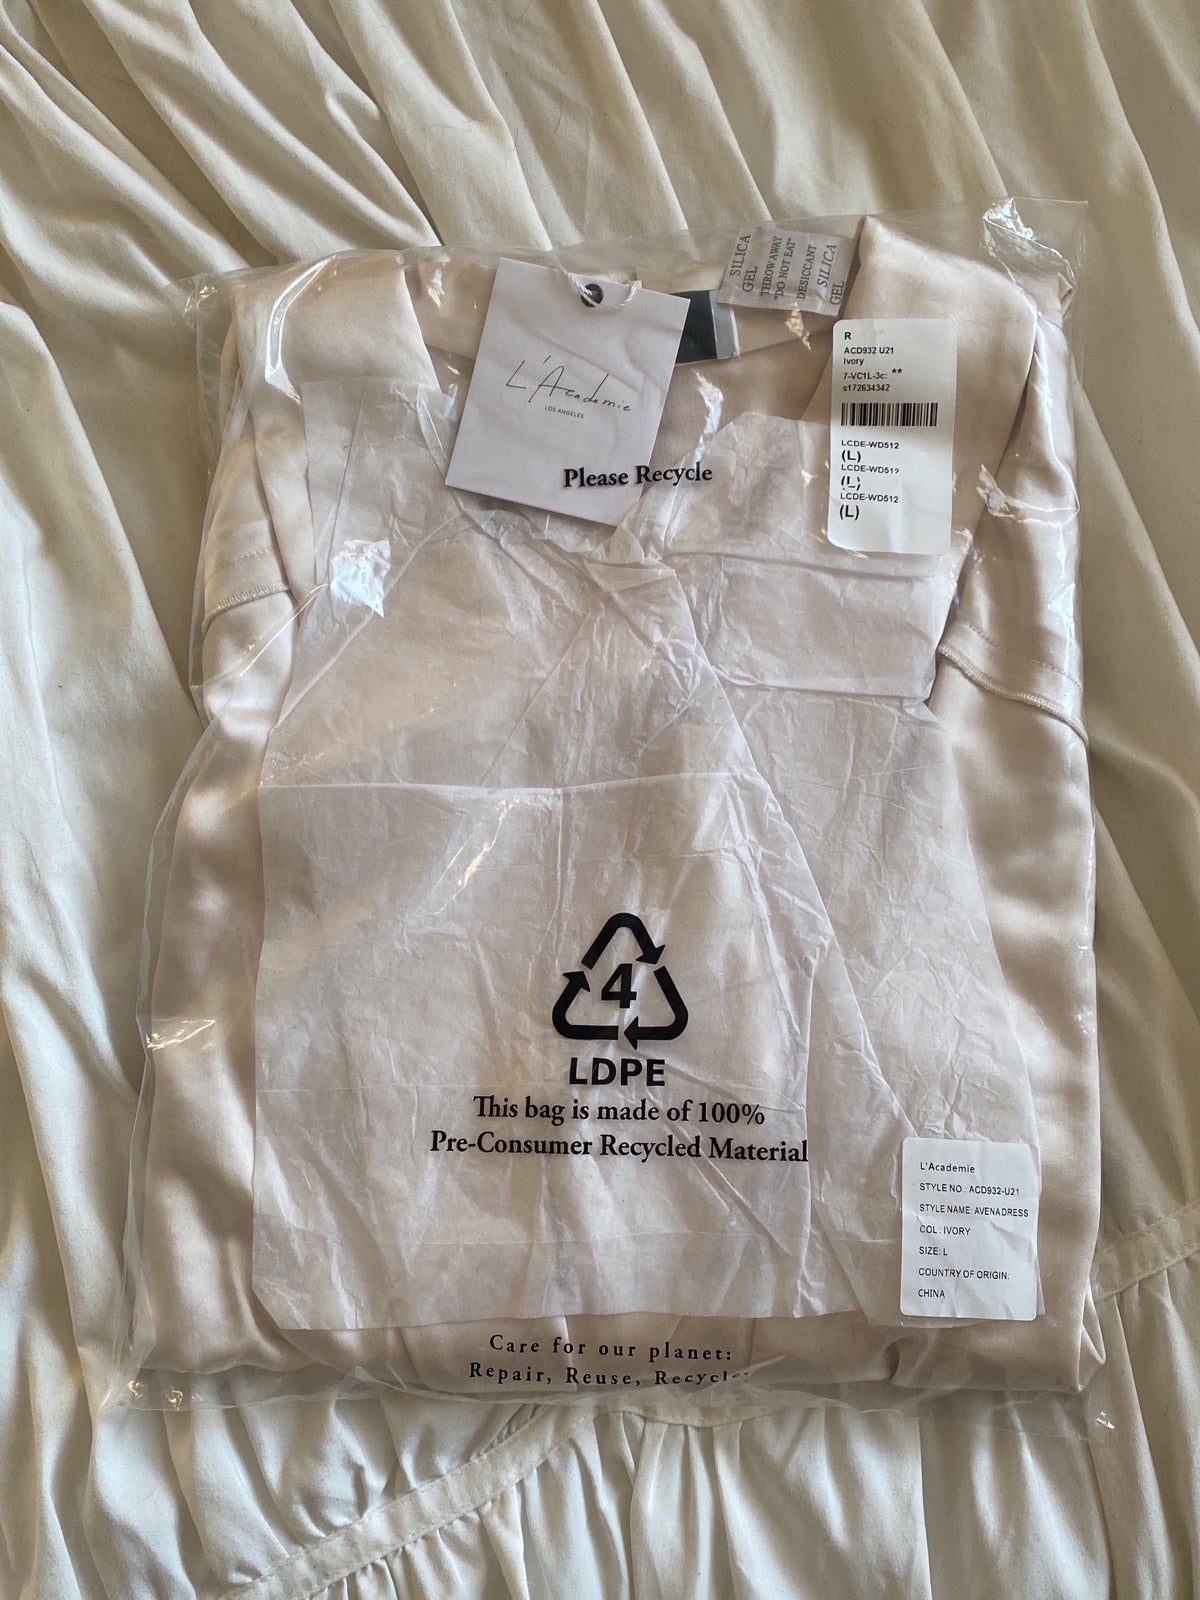 SILICA
GEL
THROW AWAY
"DO NOT EAT"
DESICCANT
SILICA
GEL
L'Academie
LOS ANGELES
Please Recycle
R
ACD932 U21
Ivory
7-VC1L-3c: **
s172634342
LCDE-WD512
(L)
LCDE-WD512
(L)
LCDE-WD512
(L)
4
LDPE
This bag is made of 100%
Pre-Consumer Recycled Material
L'Academie
STYLE NO.: ACD932-U21
STYLE NAME: AVENA DRESS
COL: IVORY
SIZE: L
COUNTRY OF ORIGIN:
CHINA
Care for our planet:
Repair, Reuse, Recycle